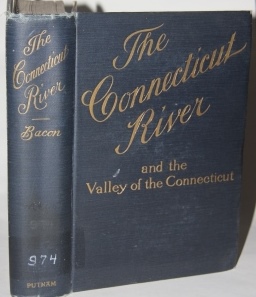 The
Connecticut
River
Bacon
974
PUTNAM
The
Connecticut
River
and the
Valley of the Connecticut